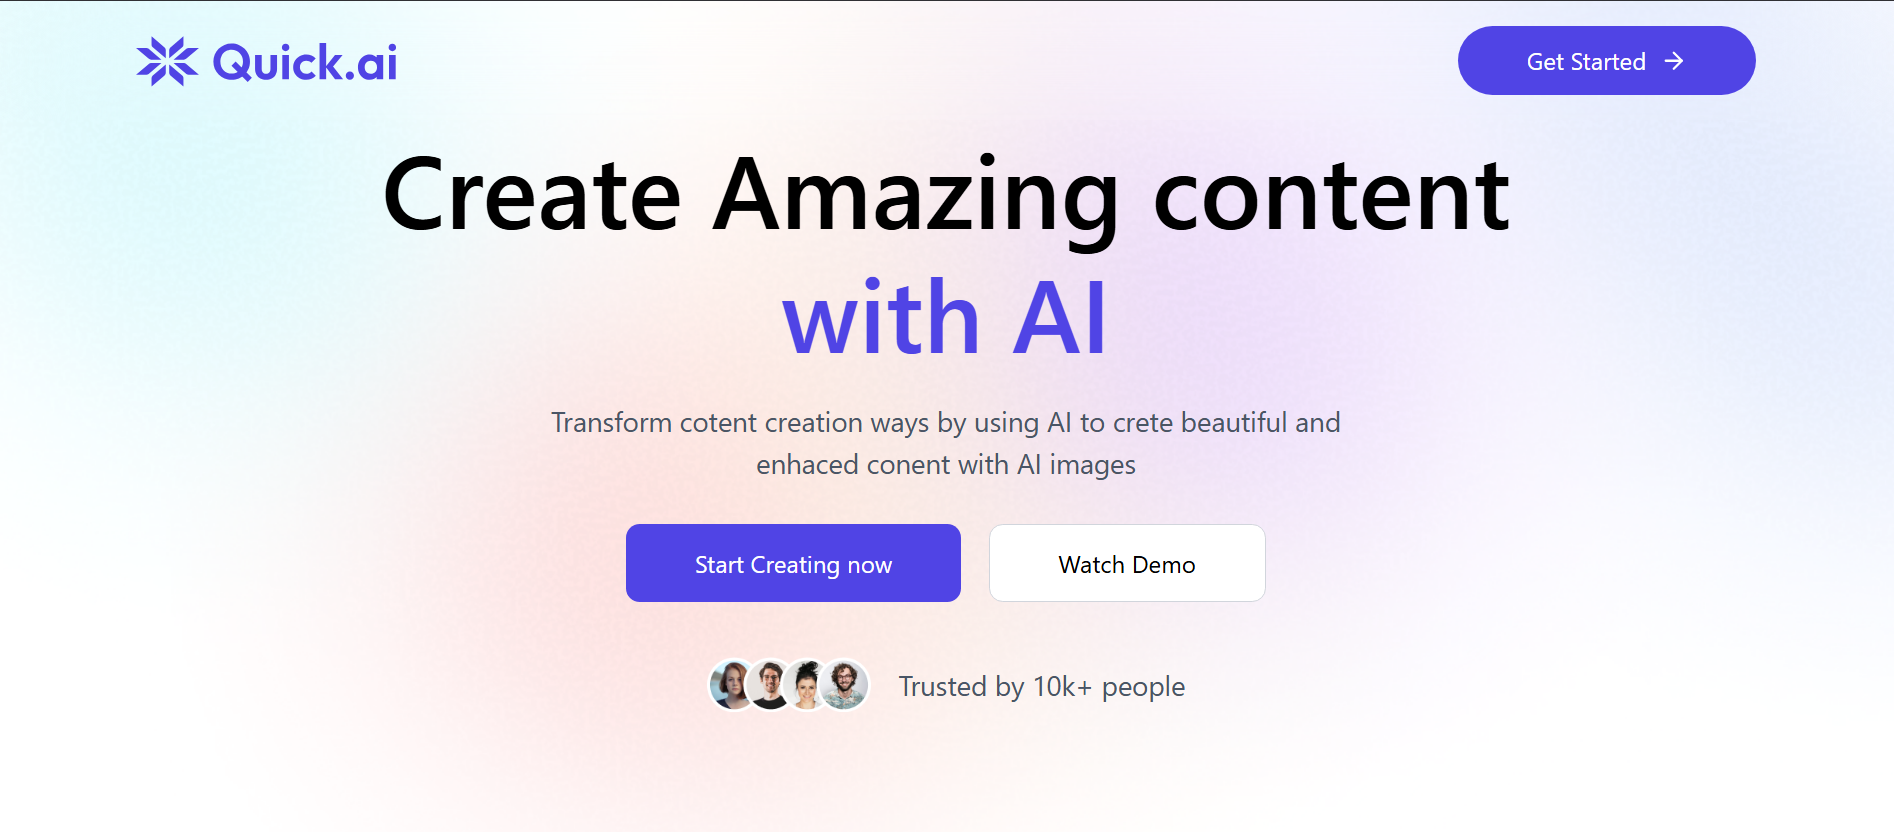 Quick.ai
Get Started
Create Amazing content
with AI
Transform cotent creation ways by using AI to crete beautiful and
enhaced conent with AI images
Start Creating now
Watch Demo
Trusted by 10k+ people